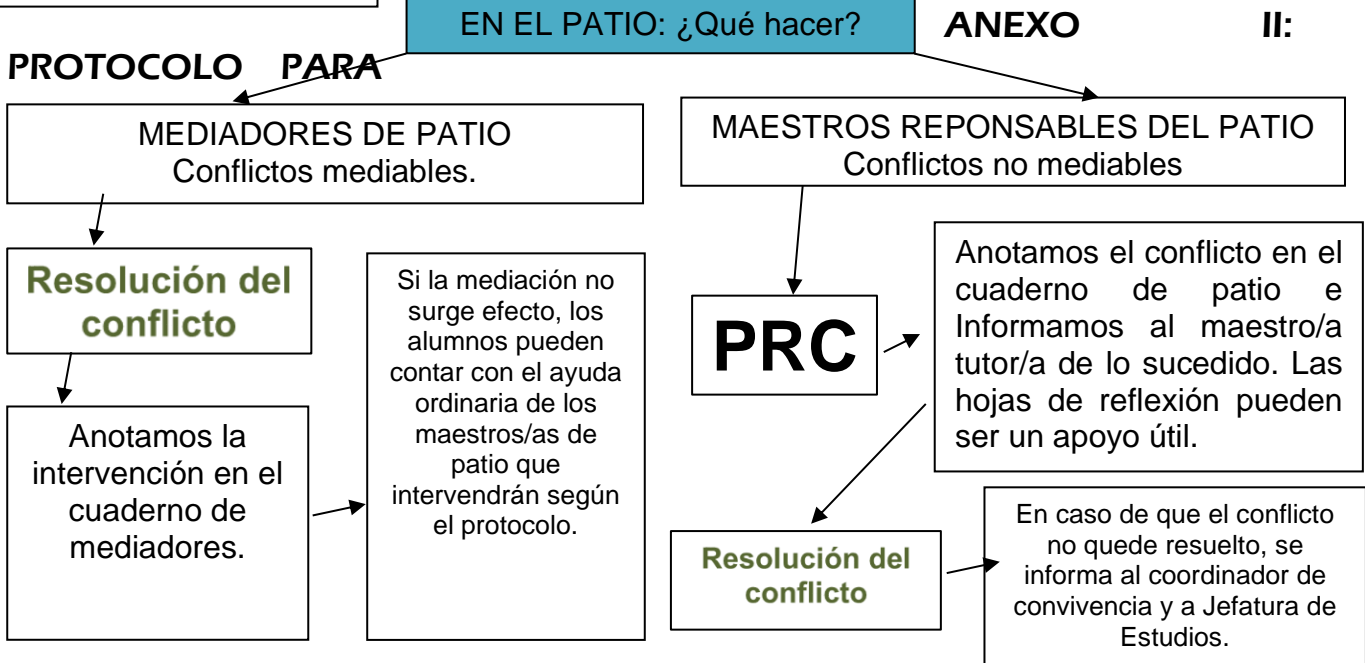 EN EL PATIO: ¿Qué hacer?
ANEXO II:
PROTOCOLO PARA
MEDIADORES DE PATIO
Conflictos mediables.
MAESTROS REPONSABLES DEL PATIO
Conflictos no mediables
Resolución del
conflicto
Si la mediación no
surge efecto, los
alumnos pueden
contar con el ayuda
ordinaria de los
maestros/as de
patio que
intervendrán según
el protocolo.
PRC
Anotamos el conflicto en el
cuaderno de patio e
Informamos al maestro/a
tutor/a de lo sucedido. Las
hojas de reflexión pueden
ser un apoyo útil.
Anotamos la
intervención en el
cuaderno de
mediadores.
Resolución del
conflicto
En caso de que el conflicto
no quede resuelto, se
informa al coordinador de
convivencia y a Jefatura de
Estudios.